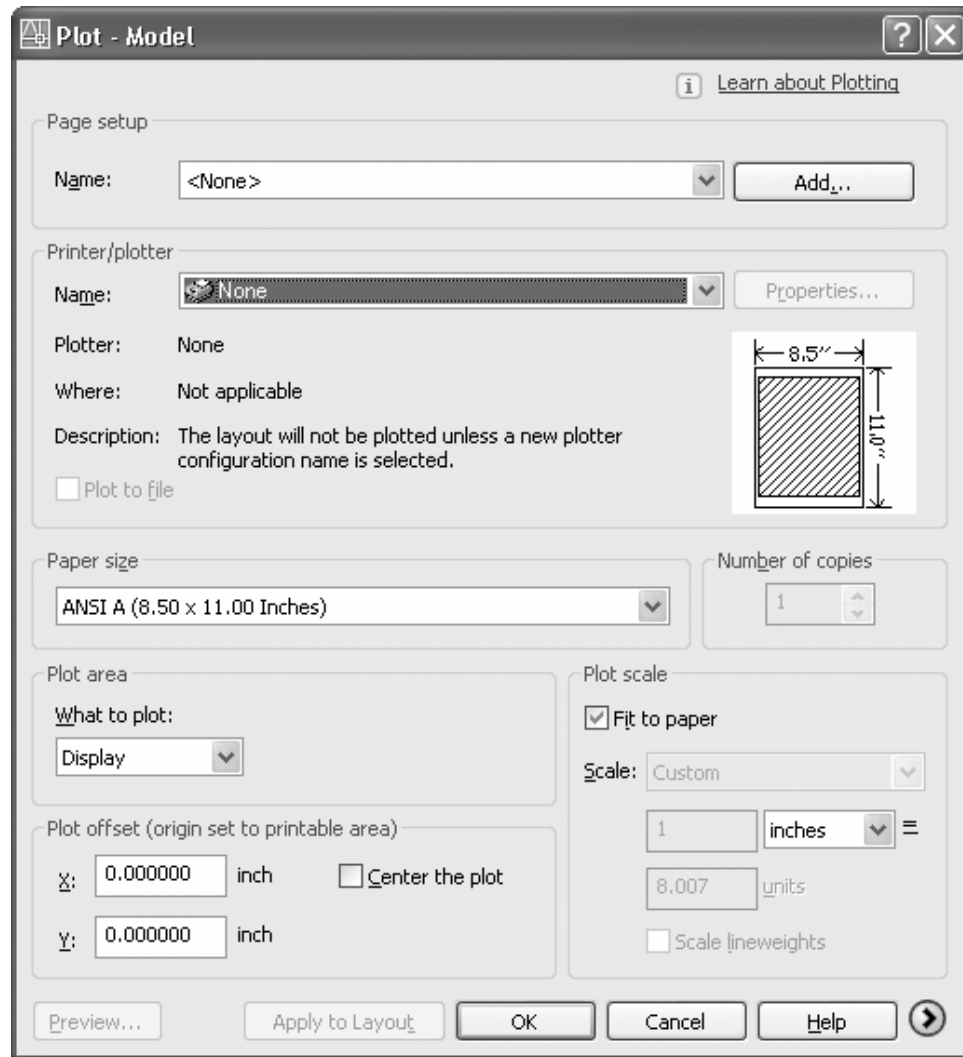 Plot - Model
Learn about Plotting
Page setup
Name: <None> Add...
Printer/plotter
Name: None Properties...
Plotter: None
Where: Not applicable
Description: The layout will not be plotted unless a new plotter
configuration name is selected.
Plot to file
8.5″
11.0″
Paper size
ANSI A (8.50 x 11.00 Inches)
Number of copies
1
Plot area
What to plot:
Display
Plot scale
Fit to paper
Scale: Custom
1 inches =
8.007 units
Scale lineweights
Plot offset (origin set to printable area)
X: 0.000000 inch Center the plot
Y: 0.000000 inch
Preview... Apply to Layout OK Cancel Help